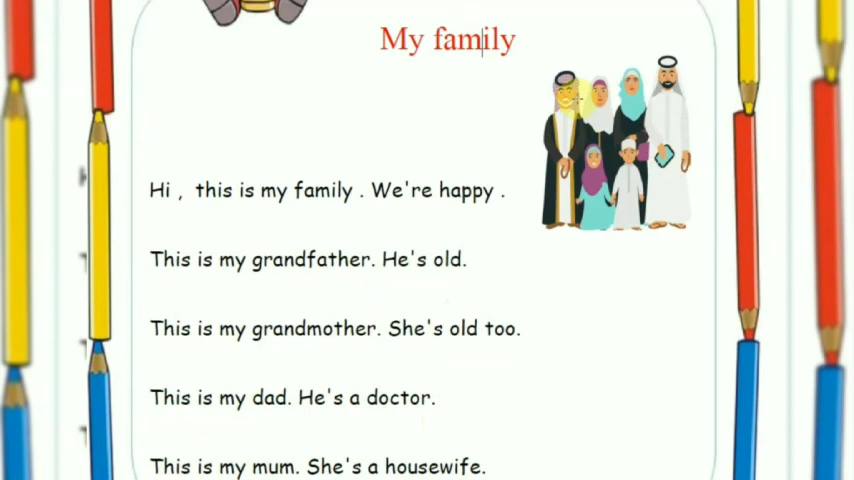 My family
Hi , this is my family . We're happy .
This is my grandfather. He's old.
This is my grandmother. She's old too.
This is my dad. He's a doctor.
This is my mum. She's a housewife.